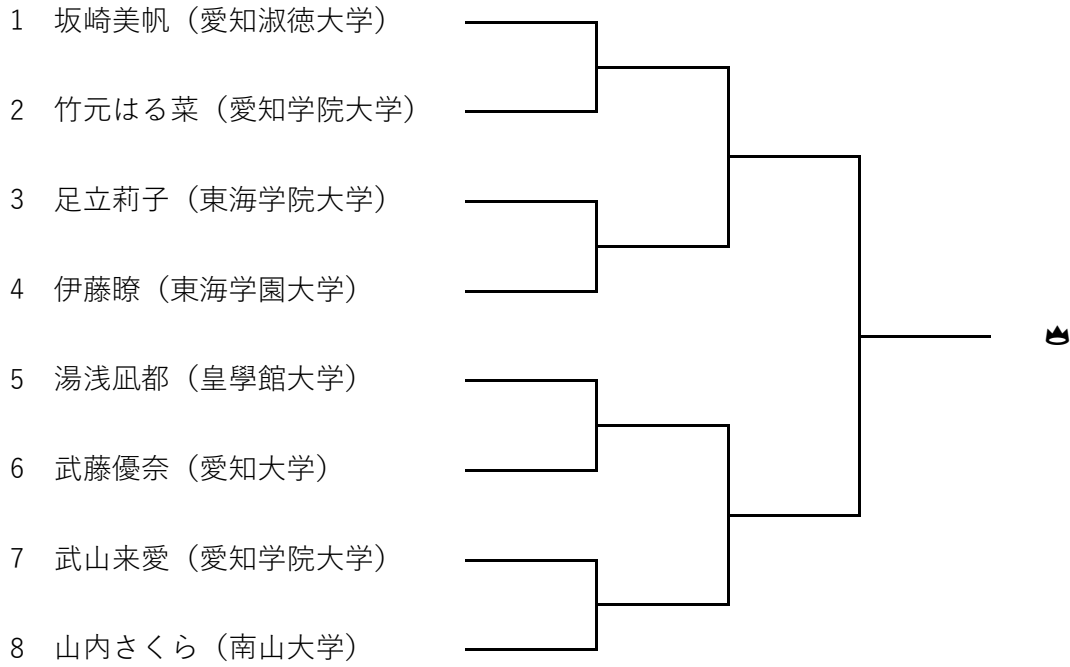 1 坂崎美帆（愛知淑徳大学）
2 竹元はる菜（愛知学院大学）
3 足立莉子（東海学院大学）
4 伊藤瞭（東海学園大学）
5 湯浅凪都（皇學館大学）
6 武藤優奈（愛知大学）
7 武山来愛（愛知学院大学）
8 山内さくら（南山大学）